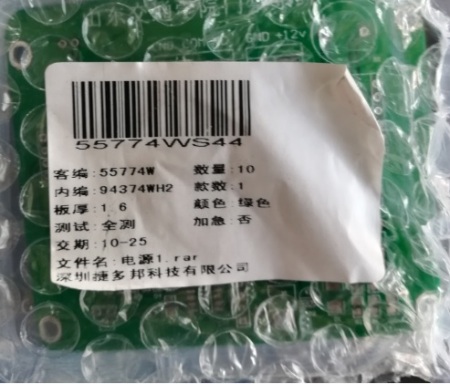 GND +12V
55774WS44
客编:55774W 数量:10
内编:94374WH2 款数:1
板厚:1.6 颜色:绿色
测试:全测 加急:否
交期:10-25
文件名:电源1.rar
深圳捷多邦科技有限公司